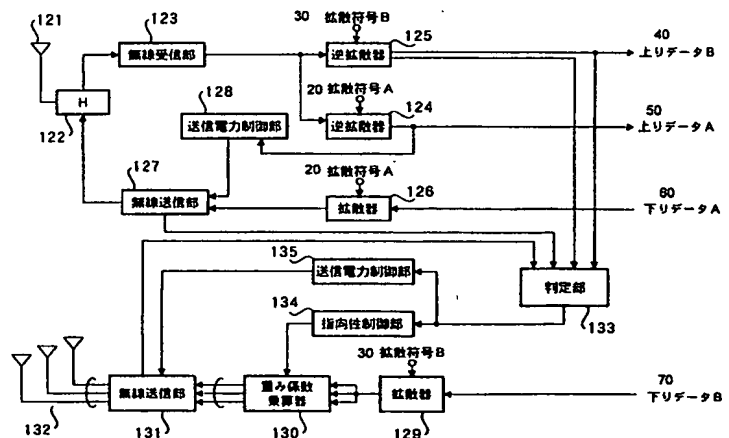 121
123
無線受信部
30 拡散符号B
125
逆拡散器
40
上りデータB
H
122
128
送信電力制御部
20 拡散符号A
124
逆拡散器
50
上りデータA
127
無線送信部
20 拡散符号A
126
拡散器
60
下りデータA
135
送信電力制御部
判定部
133
134
指向性制御部
30 拡散符号B
70
下りデータB
132
無線送信部
131
重み係数
乗算器
130
拡散器
129